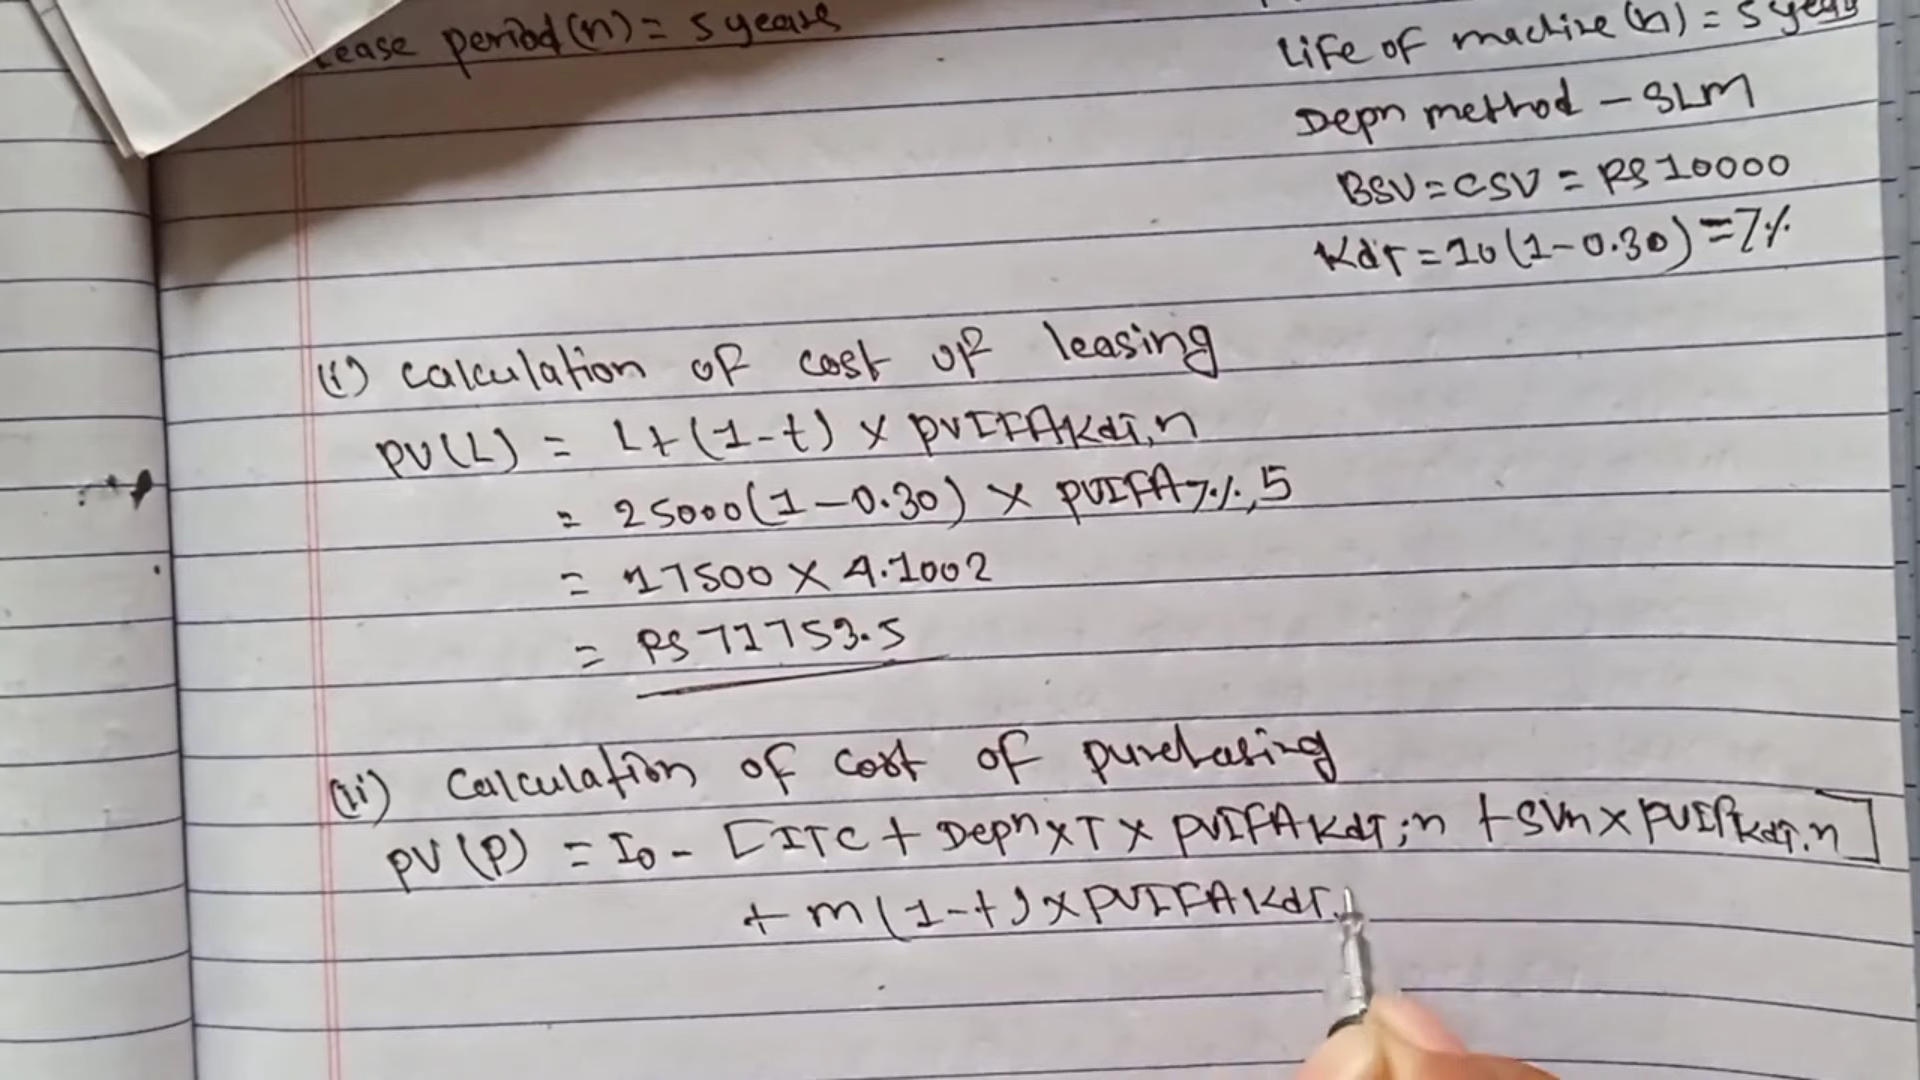 ease period(n) = 5 years
Life of machine (n) = 5 years
Depn method - SLM
BSV = CSV = RS 10000
KdT = 10(1-0.30) = 7%
(i) calculation of cost of leasing
PV(L) = Lt(1-t) × PVIFAKdT,n
= 25000(1-0.30) × PVIFA7%,5
= 17500 × 4.1002
= RS 71753.5
(ii) Calculation of cost of purchasing
PV(P) = I0 - [ITC + Depn×T× PVIFAKdT;n +SVn×PVIFKdT,n]
+ m(1-t)×PVIFAKdT,